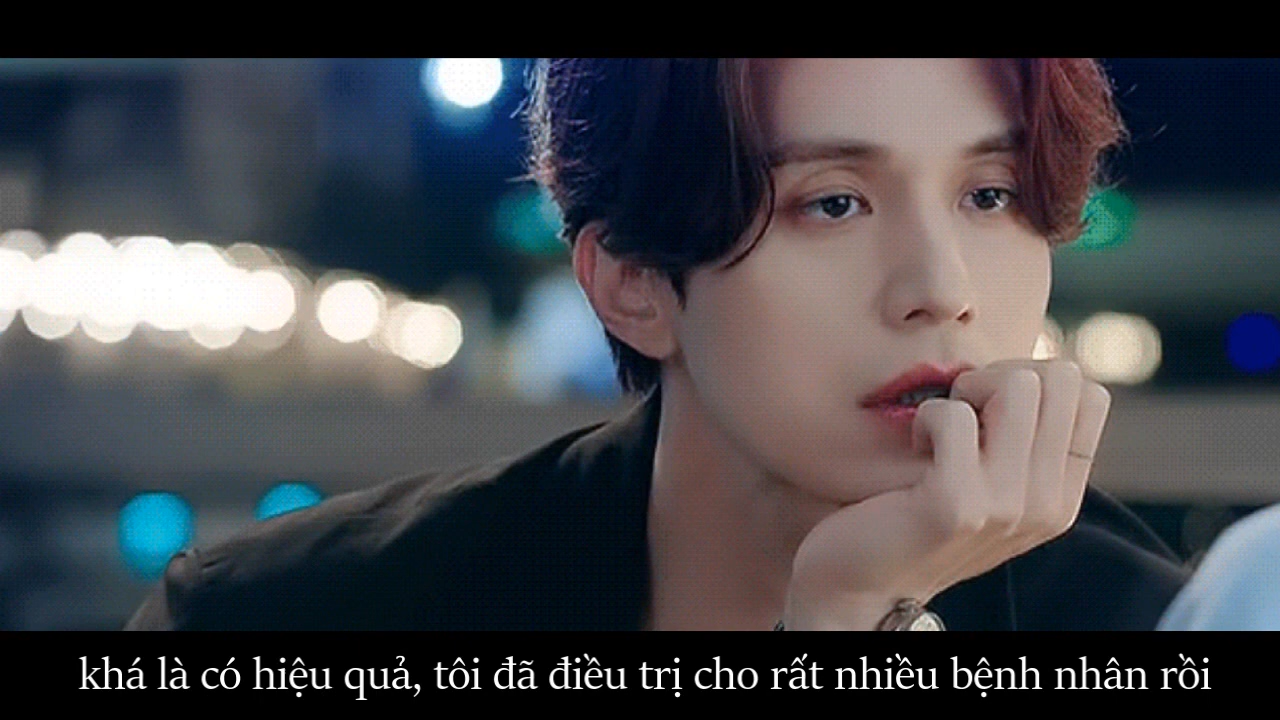 khá là có hiệu quả, tôi đã điều trị cho rất nhiều bệnh nhân rồi